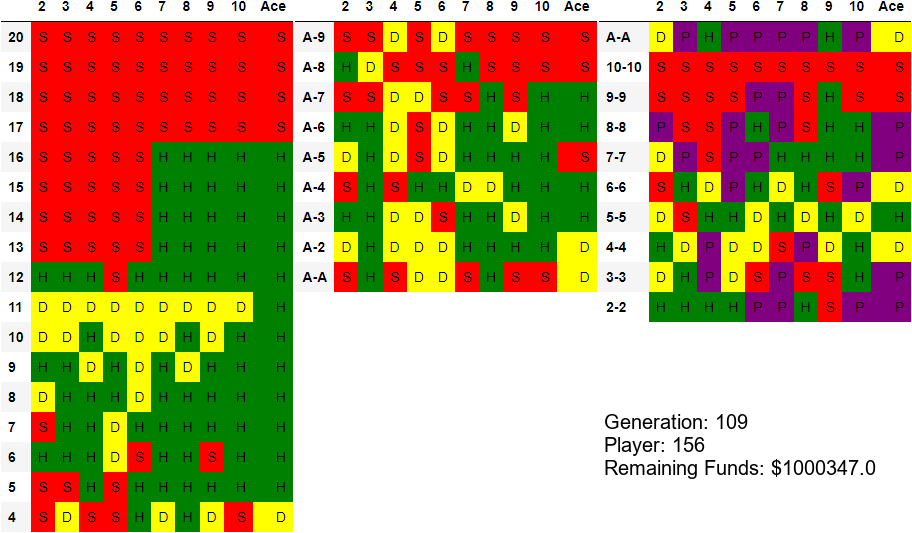 2 3 4 5 6 7 8 9 10 Ace
20 S S S S S S S S S S
19 S S S S S S S S S S
18 S S S S S S S S S S
17 S S S S S S S S S S
16 S S S S S H H H H H
15 S S S S S H H H H H
14 S S S S S H H H H H
13 S S S S S H H H H H
12 H H H S H H H H H H
11 D D D D D D D D D H
10 D D H D D D H D H H
9 H H D H D H D H H H
8 D H H H D H H H H H
7 S H H D H H H H H H
6 H H H D S H H S H H
5 S S H S H H H H H H
4 S D S S H D H D S D
2 3 4 5 6 7 8 9 10 Ace
A-9 S S D S D S S S S S
A-8 H D S S S H S S S S
A-7 S S D D S S H S H H
A-6 H H D S D H H D H H
A-5 D H D S D H H H H S
A-4 S H S H H D D H H H
A-3 H H D D S H H D H H
A-2 D H D D D H H H H D
A-A S H S D D S H S S D
2 3 4 5 6 7 8 9 10 Ace
A-A D P H P P P P H P D
10-10 S S S S S S S S S S
9-9 S S S S P P S H S S
8-8 P S S P H P S H H P
7-7 D P S P P H H H H P
6-6 S H D P H D H S P D
5-5 D S H H D H D H D H
4-4 H D P D D S P D H D
3-3 D H P D S P S S H P
2-2 H H H H P P H S P P
Generation: 109
Player: 156
Remaining Funds: $1000347.0